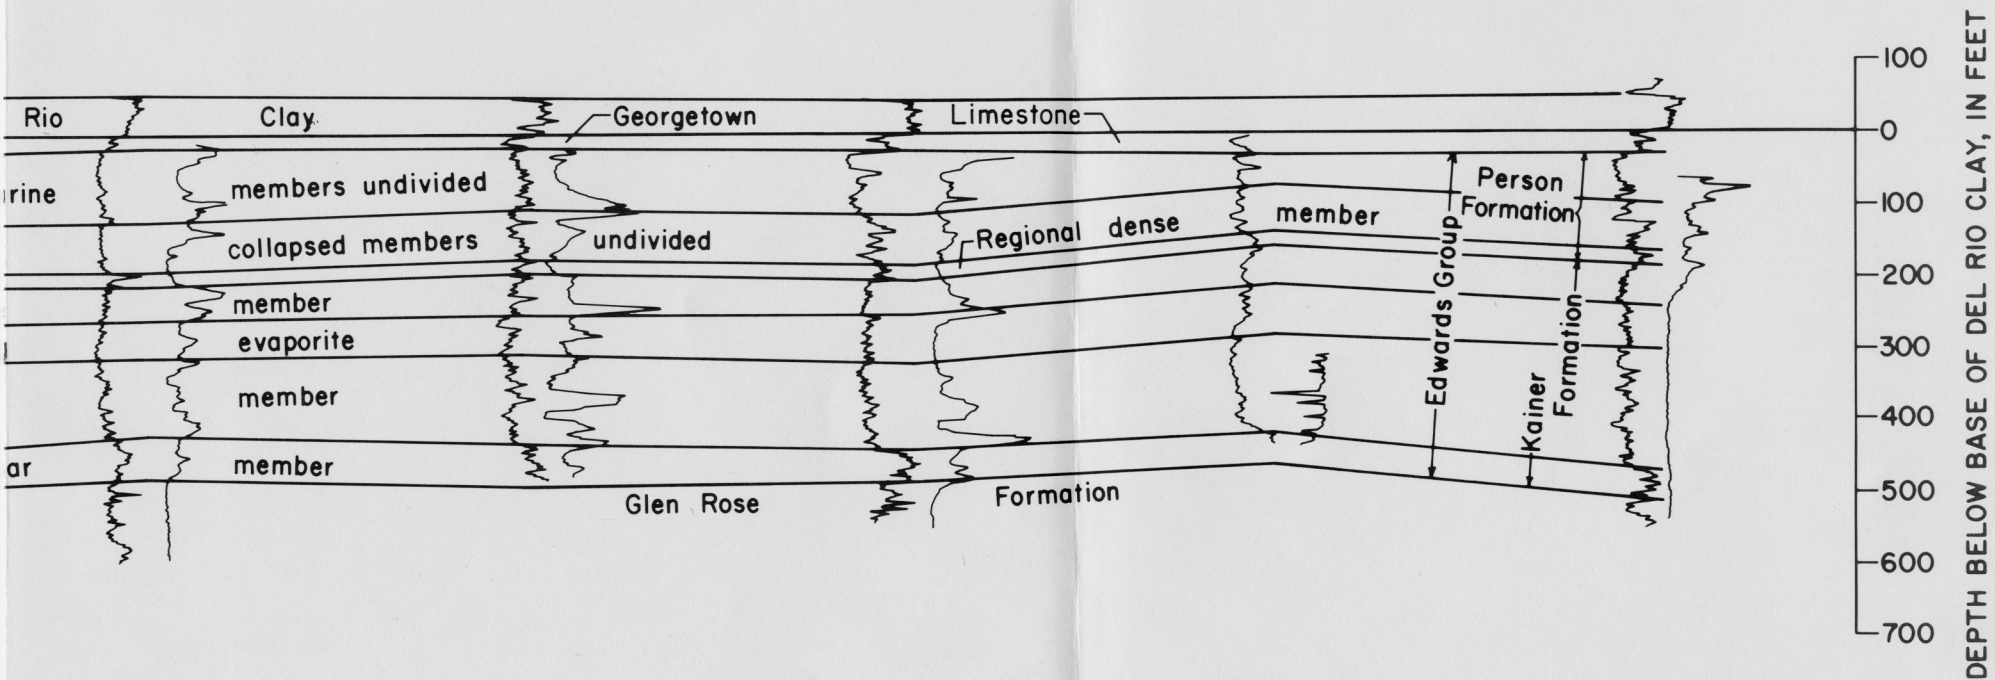 Rio
Clay
Georgetown
Limestone
rine
members undivided
collapsed members
undivided
Regional dense
member
Person
Formation
member
evaporite
Edwards Group
Kainer
Formation
member
ar
member
Glen Rose
Formation
100
0
100
200
300
400
500
600
700
DEPTH BELOW BASE OF DEL RIO CLAY, IN FEET